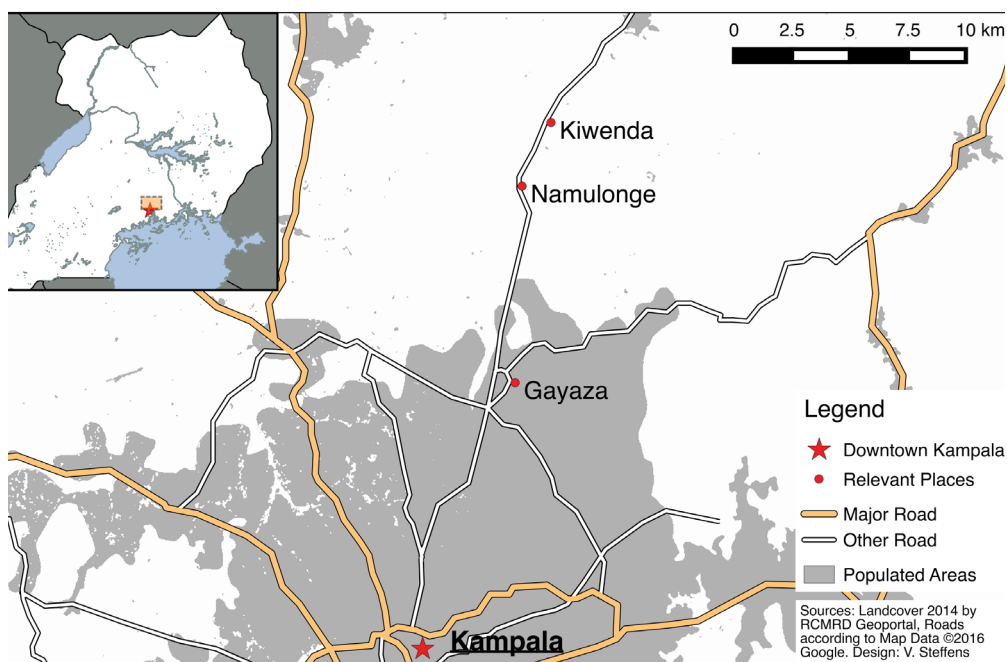 0 2.5 5 7.5 10 km
Kiwenda
Namulonge
Gayaza
Kampala
Legend
Downtown Kampala
Relevant Places
Major Road
Other Road
Populated Areas
Sources: Landcover 2014 by
RCMRD Geoportal, Roads
according to Map Data ©2016
Google. Design: V. Steffens